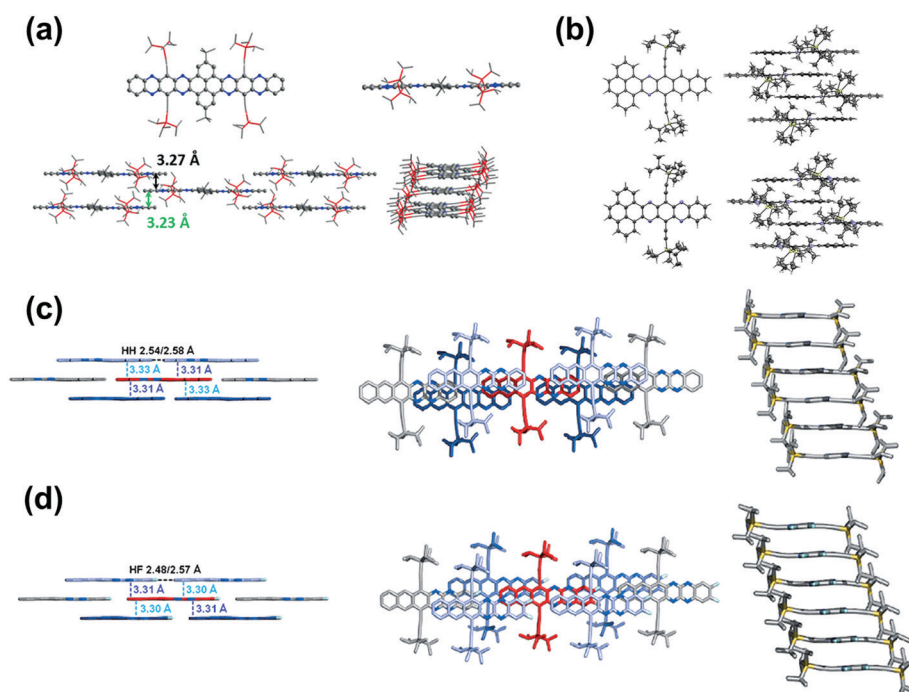 (a)
(b)
3.27 Å
3.23 Å
(c)
HH 2.54/2.58 Å
3.33 Å
3.31 Å
3.31 Å
3.33 Å
(d)
HF 2.48/2.57 Å
3.31 Å
3.30 Å
3.30 Å
3.31 Å